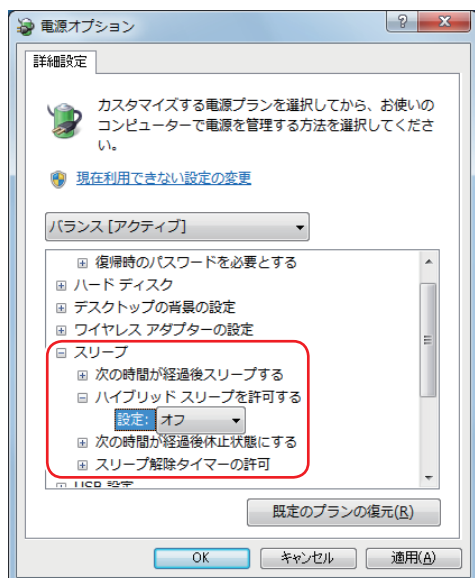 電源オプション
詳細設定
カスタマイズする電源プランを選択してから、お使いの
コンピューターで電源を管理する方法を選択してくださ
い。
現在利用できない設定の変更
バランス [アクティブ]
復帰時のパスワードを必要とする
ハード ディスク
デスクトップの背景の設定
ワイヤレス アダプターの設定
スリープ
次の時間が経過後スリープする
ハイブリッド スリープを許可する
設定: オフ
次の時間が経過後休止状態にする
スリープ解除タイマーの許可
USB 設定
既定のプランの復元(R)
OK キャンセル 適用(A)